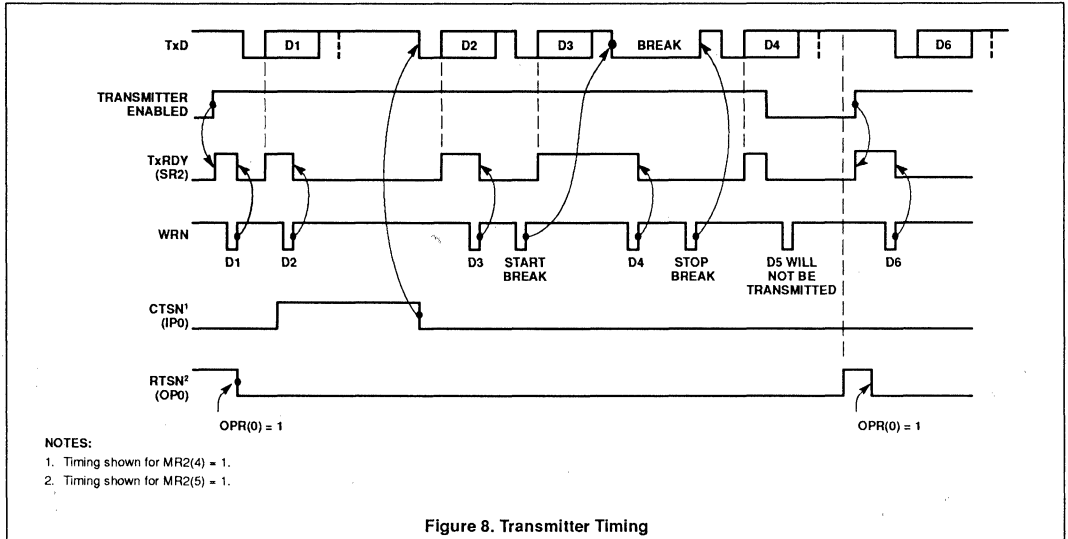 TxD
D1
D2
D3
BREAK
D4
D6
TRANSMITTER
ENABLED
TxRDY
(SR2)
WRN
D1
D2
D3
START
BREAK
D4
STOP
BREAK
D5 WILL
NOT BE
TRANSMITTED
D6
CTSN¹
(IP0)
RTSN²
(OP0)
OPR(0) = 1
OPR(0) = 1
NOTES:
1. Timing shown for MR2(4) = 1.
2. Timing shown for MR2(5) = 1.
Figure 8. Transmitter Timing